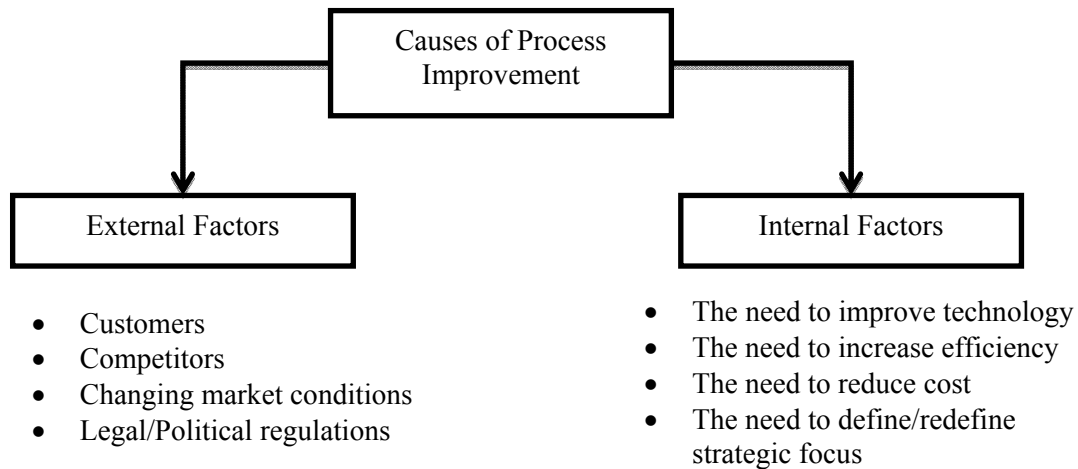 Causes of Process
Improvement
External Factors
Internal Factors
• Customers
• Competitors
• Changing market conditions
• Legal/Political regulations
• The need to improve technology
• The need to increase efficiency
• The need to reduce cost
• The need to define/redefine
strategic focus